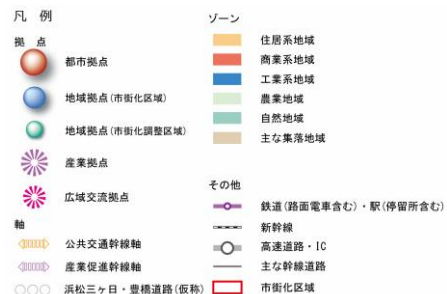 凡 例
拠 点
都市拠点
地域拠点(市街化区域)
地域拠点(市街化調整区域)
産業拠点
広域交流拠点
軸
公共交通幹線軸
産業促進幹線軸
浜松三ヶ日・豊橋道路(仮称)
ゾーン
住居系地域
商業系地域
工業系地域
農業地域
自然地域
主な集落地域
その他
鉄道(路面電車含む)・駅(停留所含む)
新幹線
高速道路・IC
主な幹線道路
市街化区域